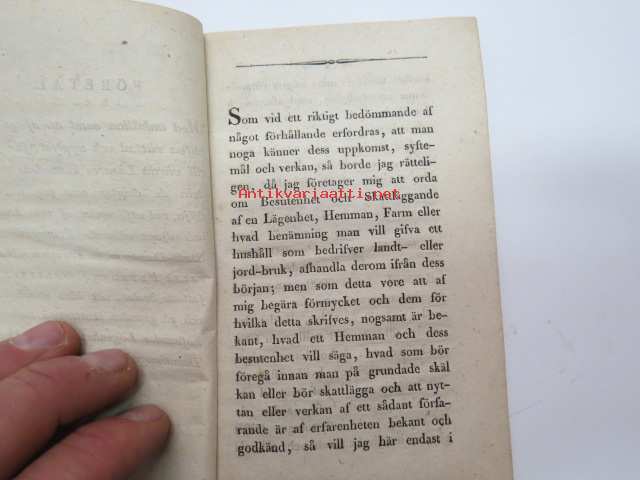 FÖRETAL
Som vid ett riktigt bedömmande af
något förhållande erfordras, att man
noga känner dess uppkomst, syfte-
mål och verkan, så borde jag rätteli-
gen, då jag företager mig att orda
Antikvariaatti.net
om Besutenhet och Skattläggande
af en Lägenhet, Hemman, Farm eller
hvad benämning man vill gifva ett
hushåll som bedrifver landt- eller
jord-bruk, afhandla derom ifrån dess
början; men som detta vore att af
mig begära förmycket och dem för
hvilka detta skrifves, nogsamt är be-
kant, hvad ett Hemman och dess
besutenhet vill säga, hvad som bör
föregå innan man på grundade skäl
kan eller bör skattlägga och att nyt-
tan eller verkan af ett sådant förfa-
rande är af erfarenheten bekant och
godkänd, så vill jag här endast i